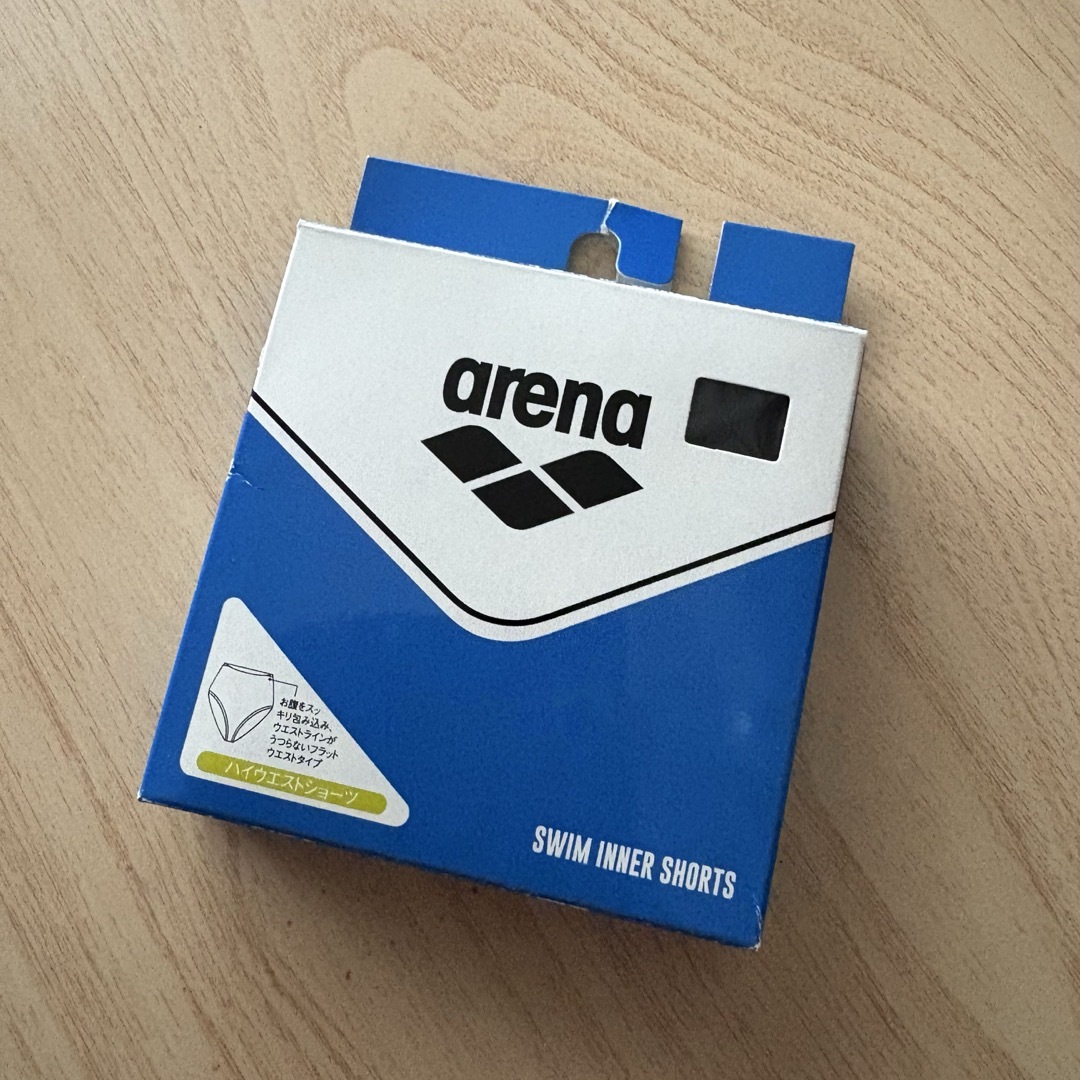 arena
お腹をスッ
キリ包み込み、
ウエストラインが
うつらないフラット
ウエストタイプ
ハイウエストショーツ
SWIM INNER SHORTS